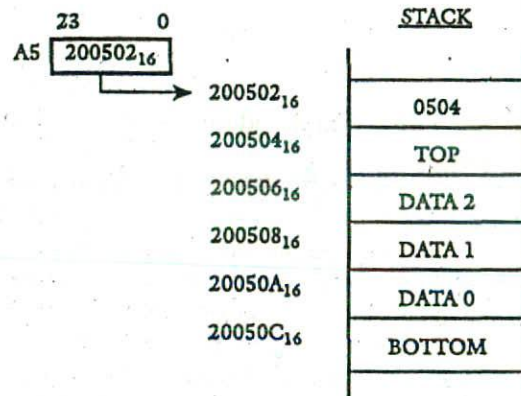 23 0 STACK
A5 200502₁₆
200502₁₆ 0504
200504₁₆ TOP
200506₁₆ DATA 2
200508₁₆ DATA 1
20050A₁₆ DATA 0
20050C₁₆ BOTTOM